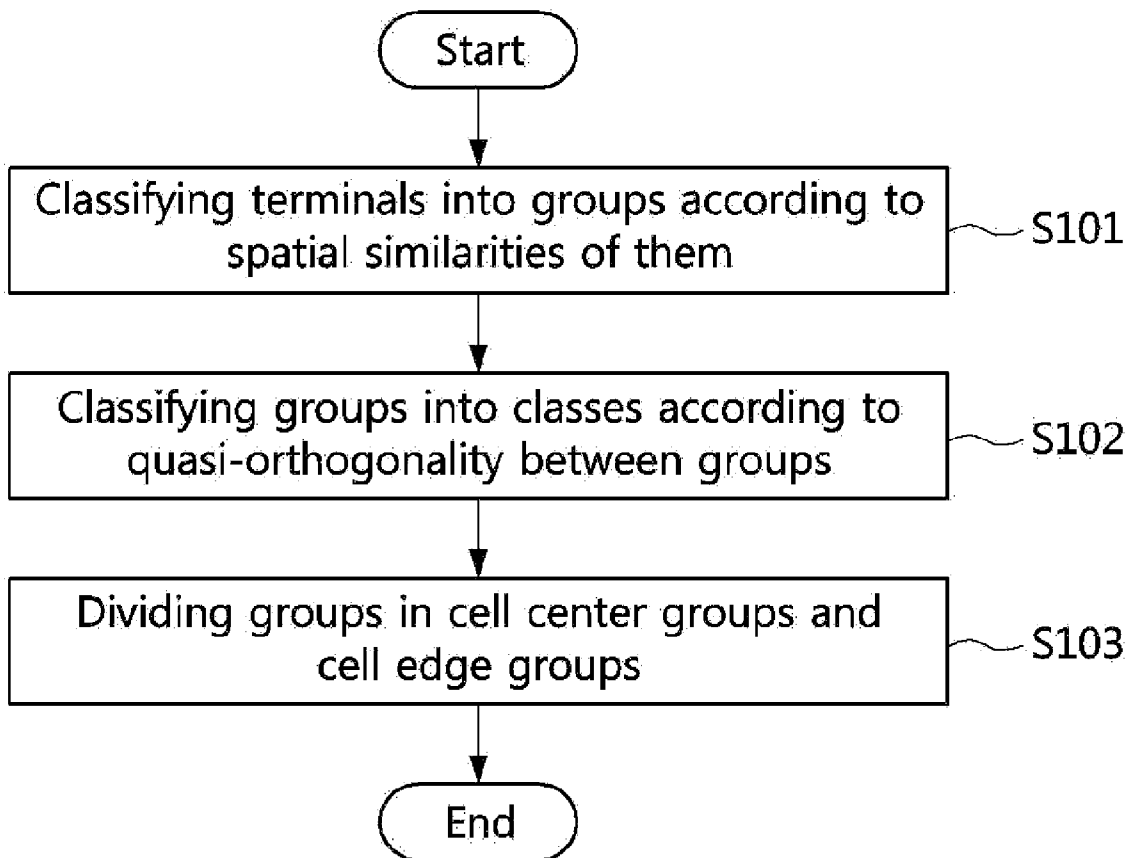 Start
Classifying terminals into groups according to
spatial similarities of them
S101
Classifying groups into classes according to
quasi-orthogonality between groups
S102
Dividing groups in cell center groups and
cell edge groups
S103
End